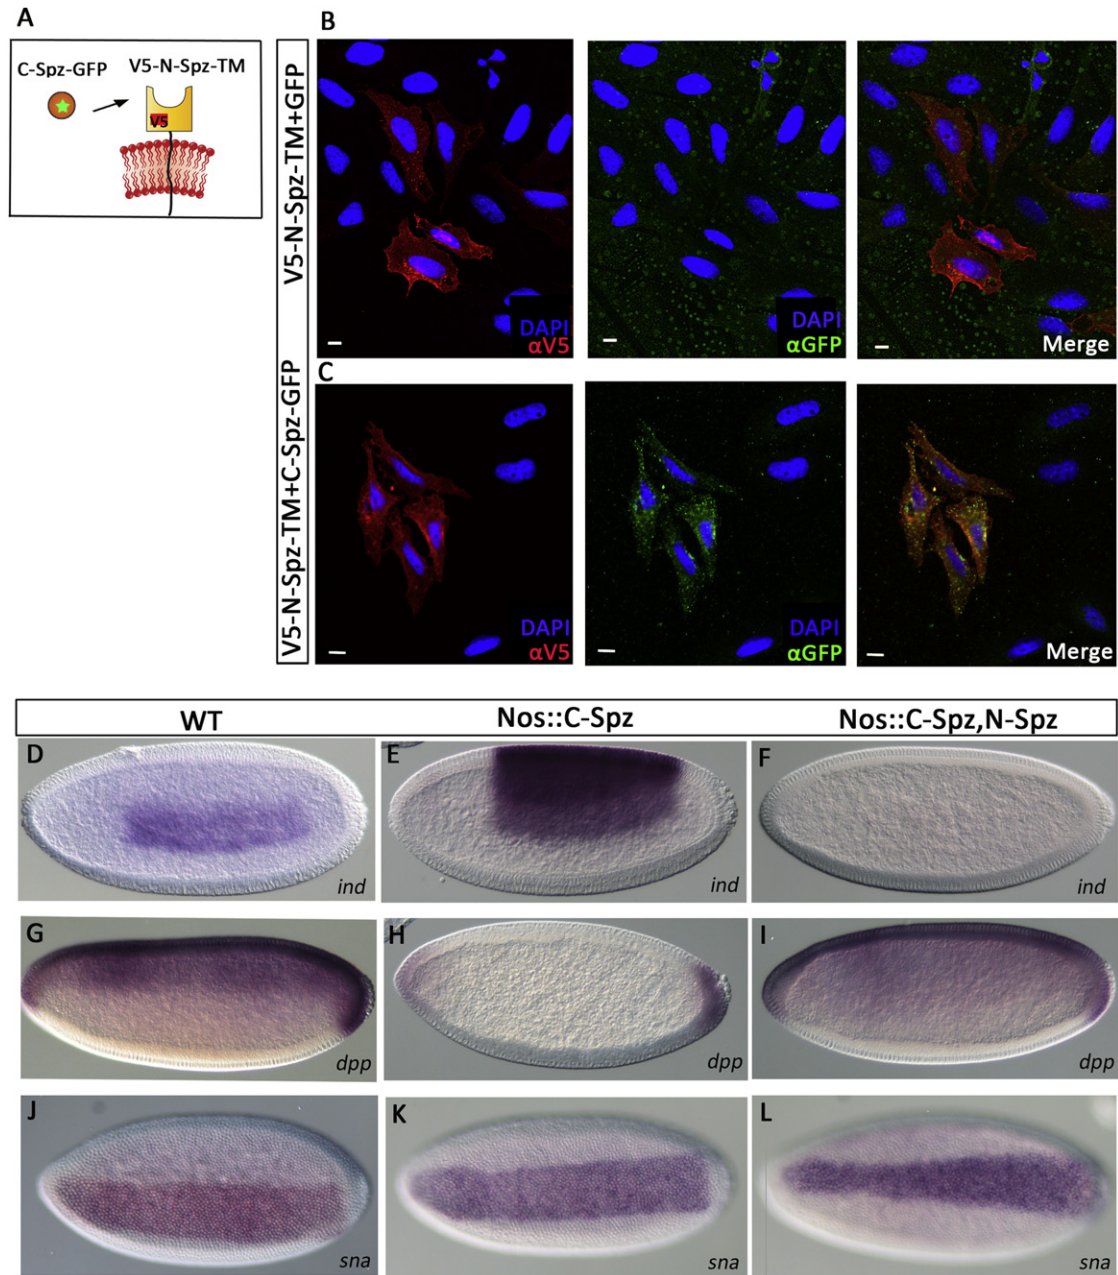 A
C-Spz-GFP
V5-N-Spz-TM
V5
B
V5-N-Spz-TM+GFP
DAPI
αV5
DAPI
αGFP
Merge
C
V5-N-Spz-TM+C-Spz-GFP
DAPI
αV5
DAPI
αGFP
Merge
WT
Nos::C-Spz
Nos::C-Spz,N-Spz
D
ind
E
ind
F
ind
G
dpp
H
dpp
I
dpp
J
sna
K
sna
L
sna